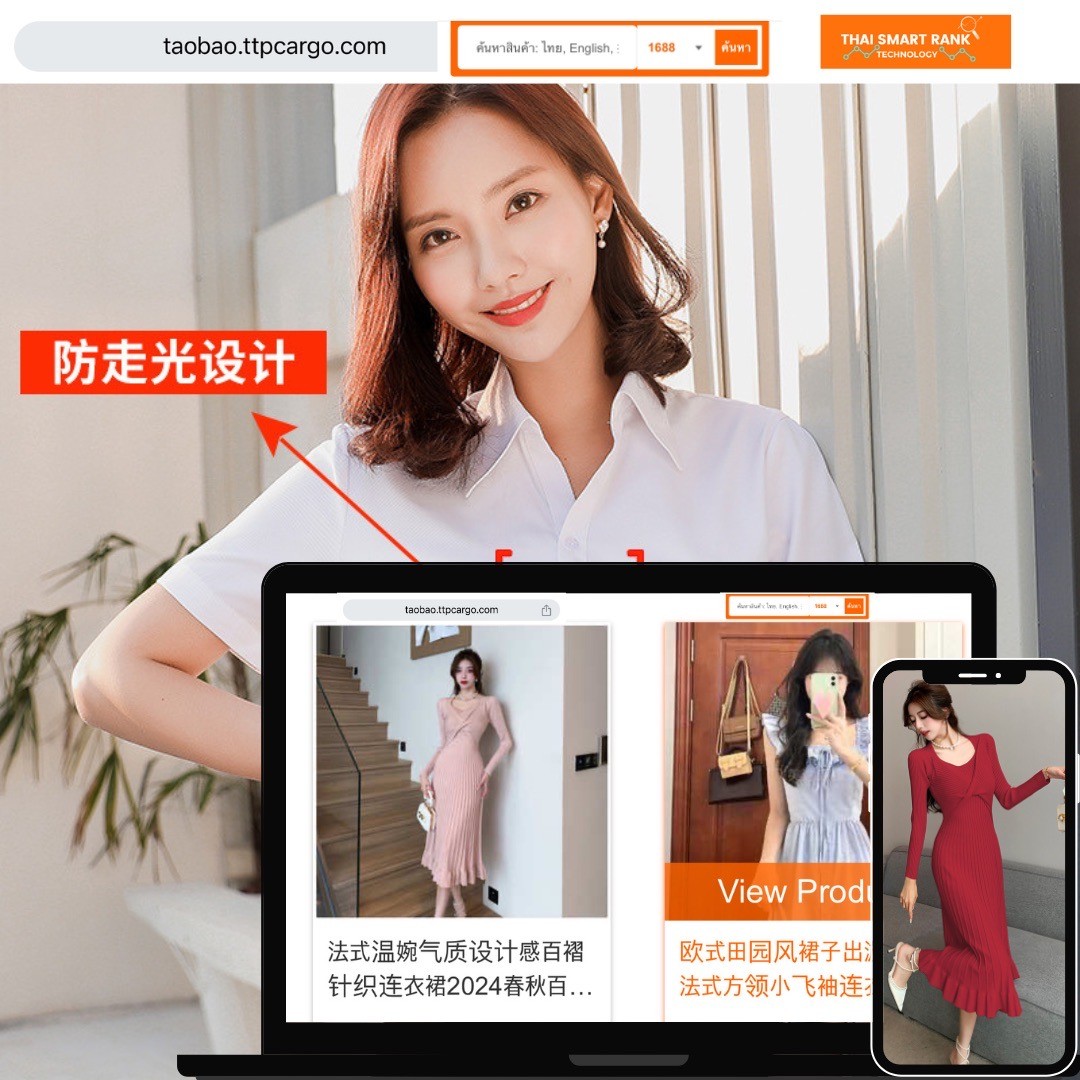 taobao.ttpcargo.com
ค้นหาสินค้า: ไทย, English, :
1688
ค้นหา
THAI SMART RANK
TECHNOLOGY
防走光设计
taobao.ttpcargo.com
ค้นหาสินค้า: ไทย, English,
1688
ค้นหา
View Produ
法式温婉气质设计感百褶
针织连衣裙2024春秋百...
欧式田园风裙子出游
法式方领小飞袖连衣